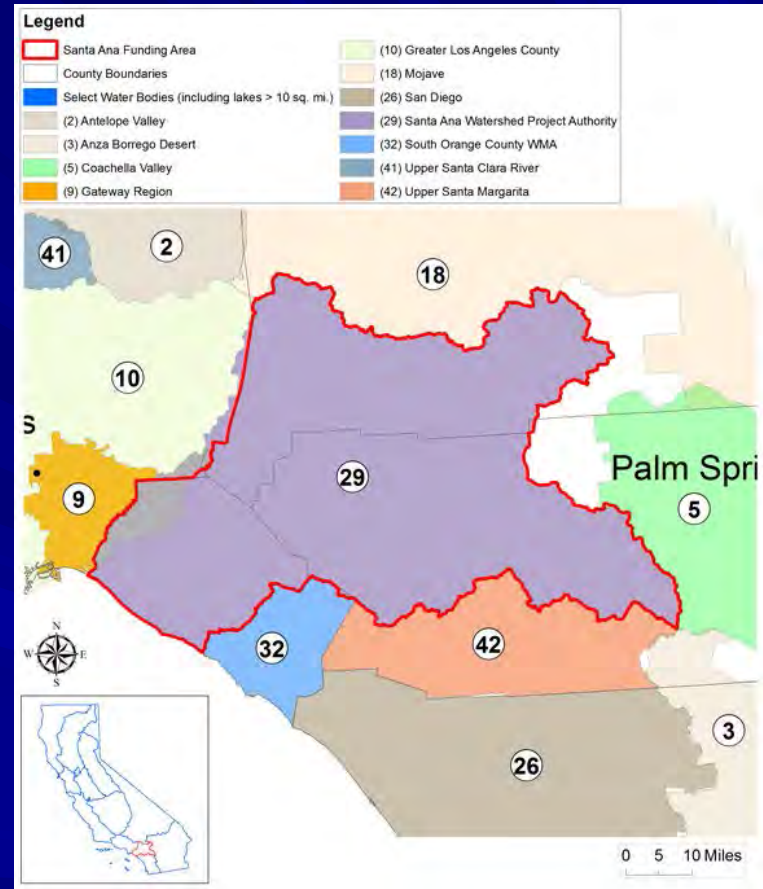 Legend
Santa Ana Funding Area
County Boundaries
Select Water Bodies (including lakes > 10 sq. mi.)
(2) Antelope Valley
(3) Anza Borrego Desert
(5) Coachella Valley
(9) Gateway Region
(10) Greater Los Angeles County
(18) Mojave
(26) San Diego
(29) Santa Ana Watershed Project Authority
(32) South Orange County WMA
(41) Upper Santa Clara River
(42) Upper Santa Margarita
41
2
18
10
S
9
29
Palm Spri
5
N
W E
S
32
42
3
26
0 5 10 Miles